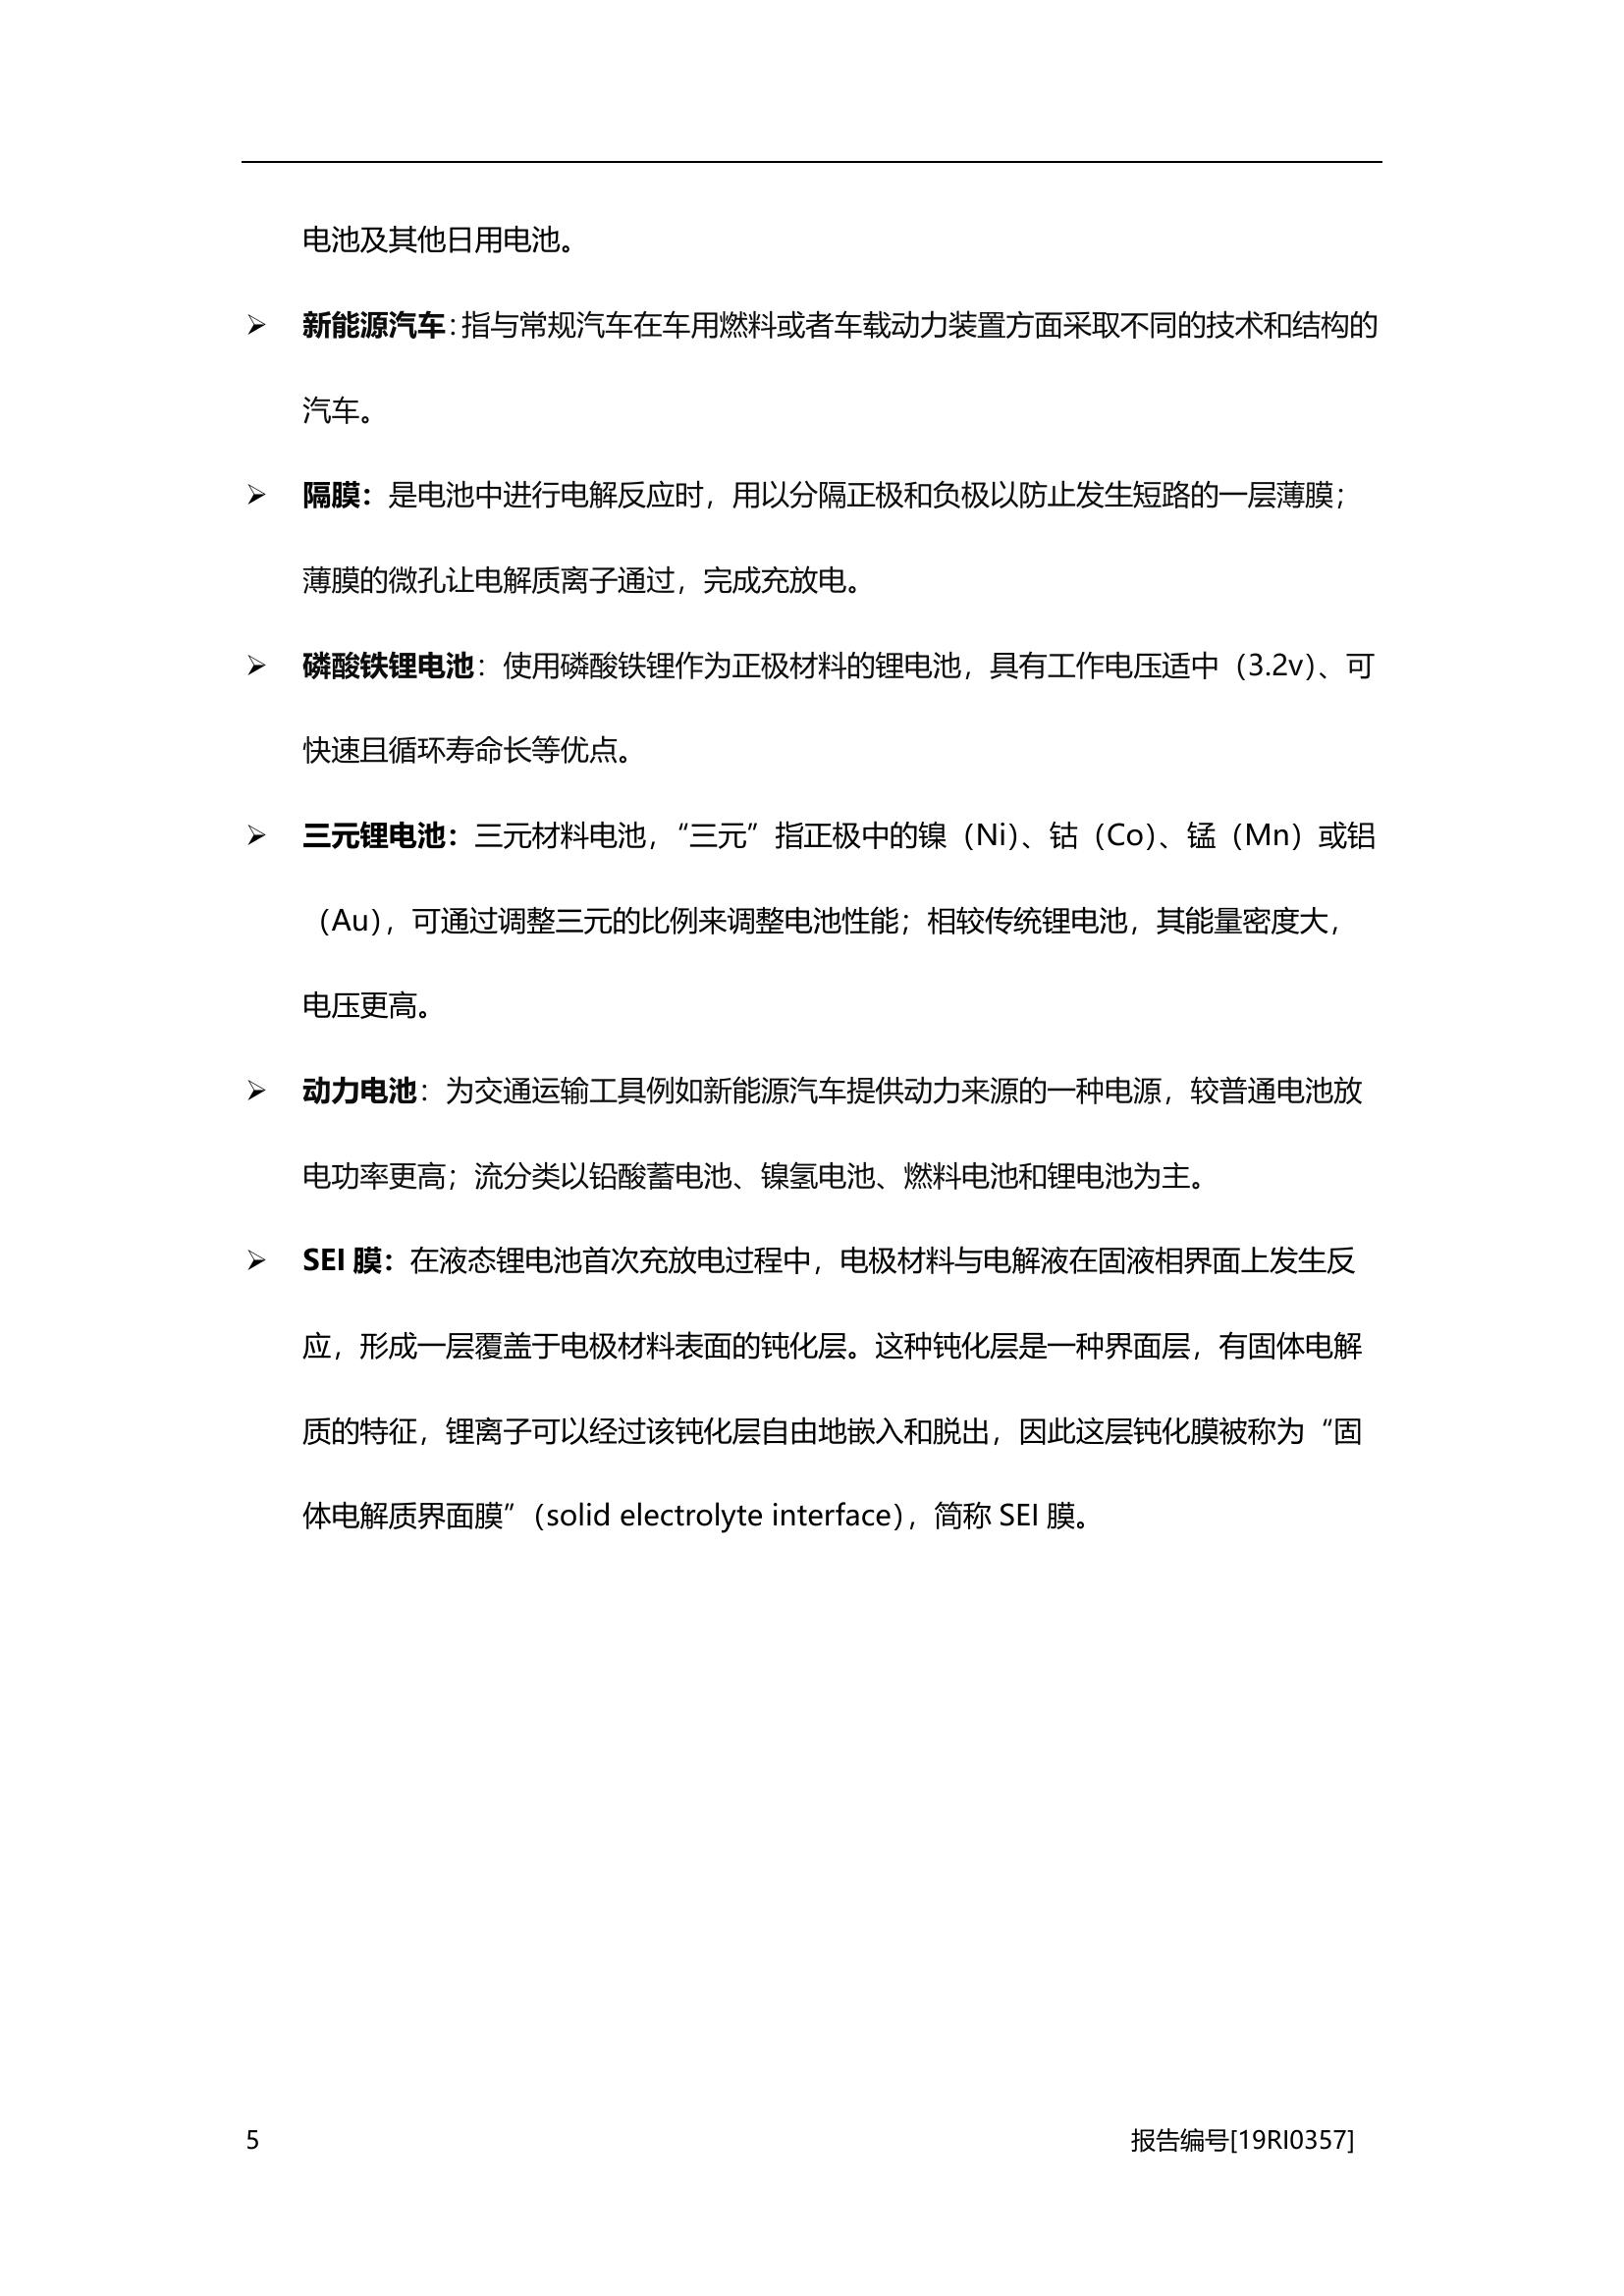 电池及其他日用电池。
➢ 新能源汽车：指与常规汽车在车用燃料或者车载动力装置方面采取不同的技术和结构的
汽车。
➢ 隔膜：是电池中进行电解反应时，用以分隔正极和负极以防止发生短路的一层薄膜；
薄膜的微孔让电解质离子通过，完成充放电。
➢ 磷酸铁锂电池：使用磷酸铁锂作为正极材料的锂电池，具有工作电压适中（3.2v）、可
快速且循环寿命长等优点。
➢ 三元锂电池：三元材料电池，“三元”指正极中的镍（Ni）、钴（Co）、锰（Mn）或铝
（Au），可通过调整三元的比例来调整电池性能；相较传统锂电池，其能量密度大，
电压更高。
➢ 动力电池：为交通运输工具例如新能源汽车提供动力来源的一种电源，较普通电池放
电功率更高；流分类以铅酸蓄电池、镍氢电池、燃料电池和锂电池为主。
➢ SEI 膜：在液态锂电池首次充放电过程中，电极材料与电解液在固液相界面上发生反
应，形成一层覆盖于电极材料表面的钝化层。这种钝化层是一种界面层，有固体电解
质的特征，锂离子可以经过该钝化层自由地嵌入和脱出，因此这层钝化膜被称为“固
体电解质界面膜”（solid electrolyte interface），简称 SEI 膜。
5 报告编号[19RI0357]